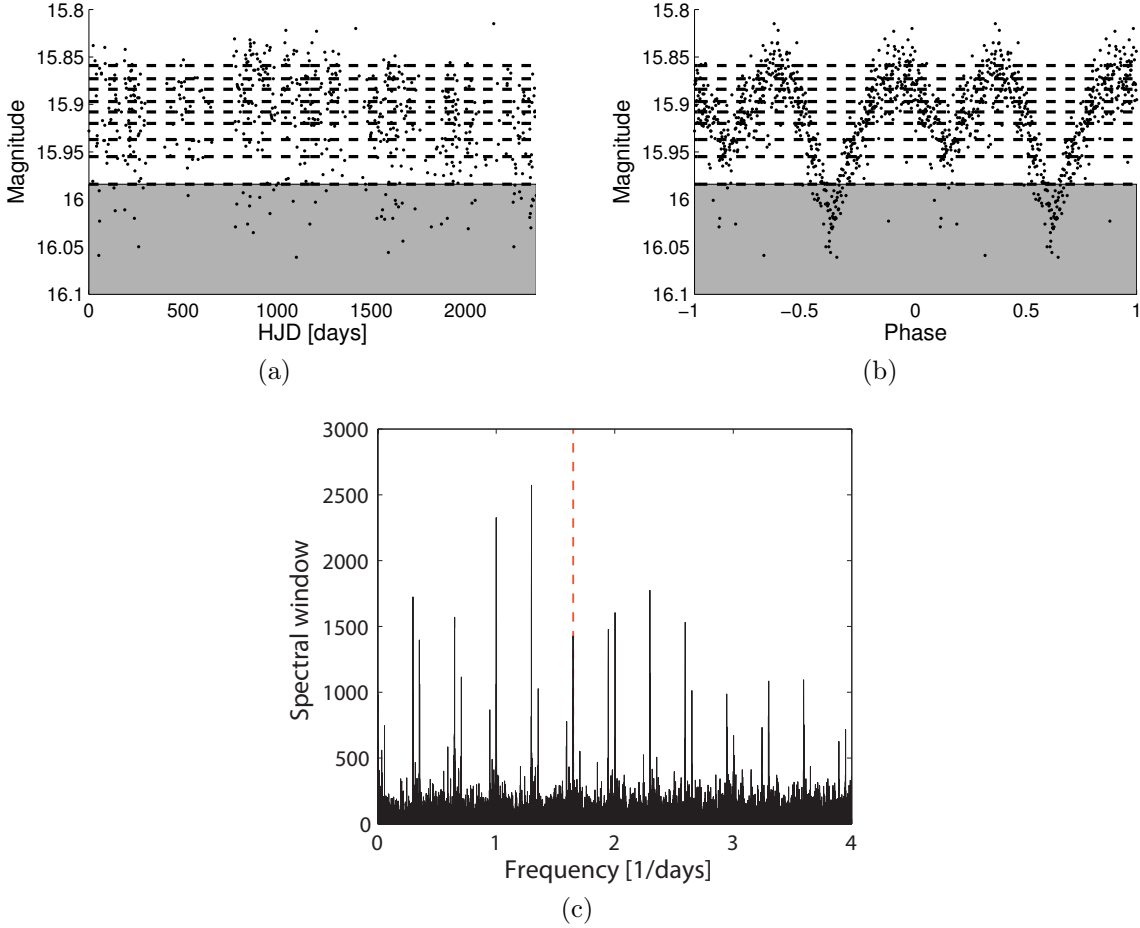 15.8
15.85
15.9
15.95
16
16.05
16.1
Magnitude
0 500 1000 1500 2000
HJD [days]
(a)
15.8
15.85
15.9
15.95
16
16.05
16.1
Magnitude
−1 −0.5 0 0.5 1
Phase
(b)
3000
2500
2000
1500
1000
500
0
Spectral window
0 1 2 3 4
Frequency [1/days]
(c)